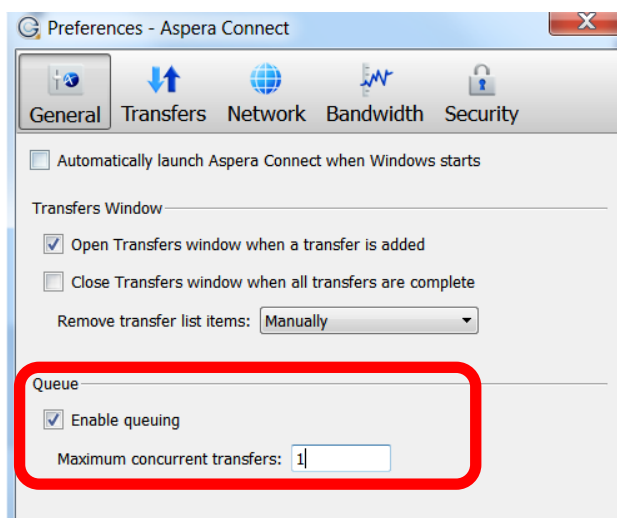 Preferences - Aspera Connect
General Transfers Network Bandwidth Security
Automatically launch Aspera Connect when Windows starts
Transfers Window
Open Transfers window when a transfer is added
Close Transfers window when all transfers are complete
Remove transfer list items: Manually
Queue
Enable queuing
Maximum concurrent transfers: 1